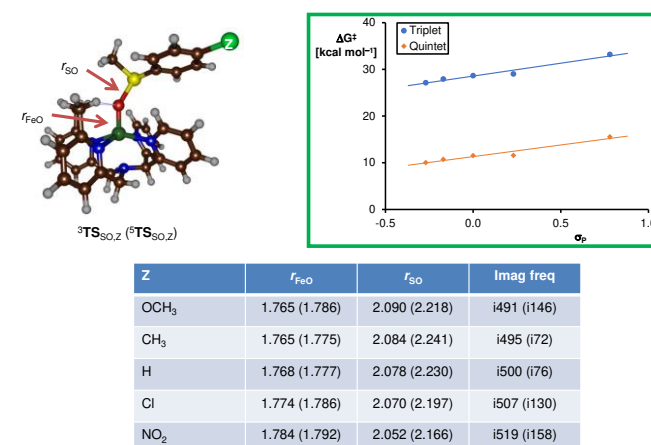 Z
r_SO
r_FeO
³TS_SO,Z (⁵TS_SO,Z)
ΔG‡
[kcal mol⁻¹]
Triplet
Quintet
40
30
20
10
0
-0.5
0.0
0.5
1.0
σ_P
Z r_FeO r_SO Imag freq
OCH₃ 1.765 (1.786) 2.090 (2.218) i491 (i146)
CH₃ 1.765 (1.775) 2.084 (2.241) i495 (i72)
H 1.768 (1.777) 2.078 (2.230) i500 (i76)
Cl 1.774 (1.786) 2.070 (2.197) i507 (i130)
NO₂ 1.784 (1.792) 2.052 (2.166) i519 (i158)